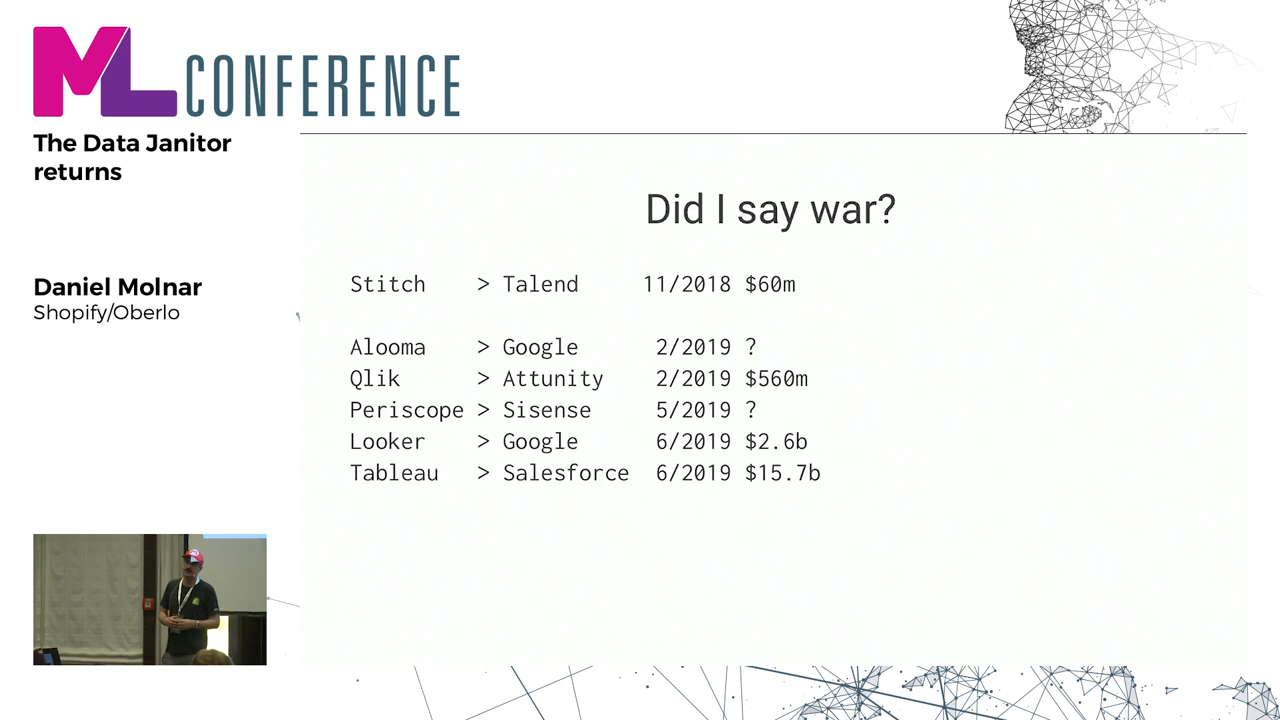 ML CONFERENCE
The Data Janitor
returns
Daniel Molnar
Shopify/Oberlo
Did I say war?
Stitch > Talend 11/2018 $60m
Alooma > Google 2/2019 ?
Qlik > Attunity 2/2019 $560m
Periscope > Sisense 5/2019 ?
Looker > Google 6/2019 $2.6b
Tableau > Salesforce 6/2019 $15.7b